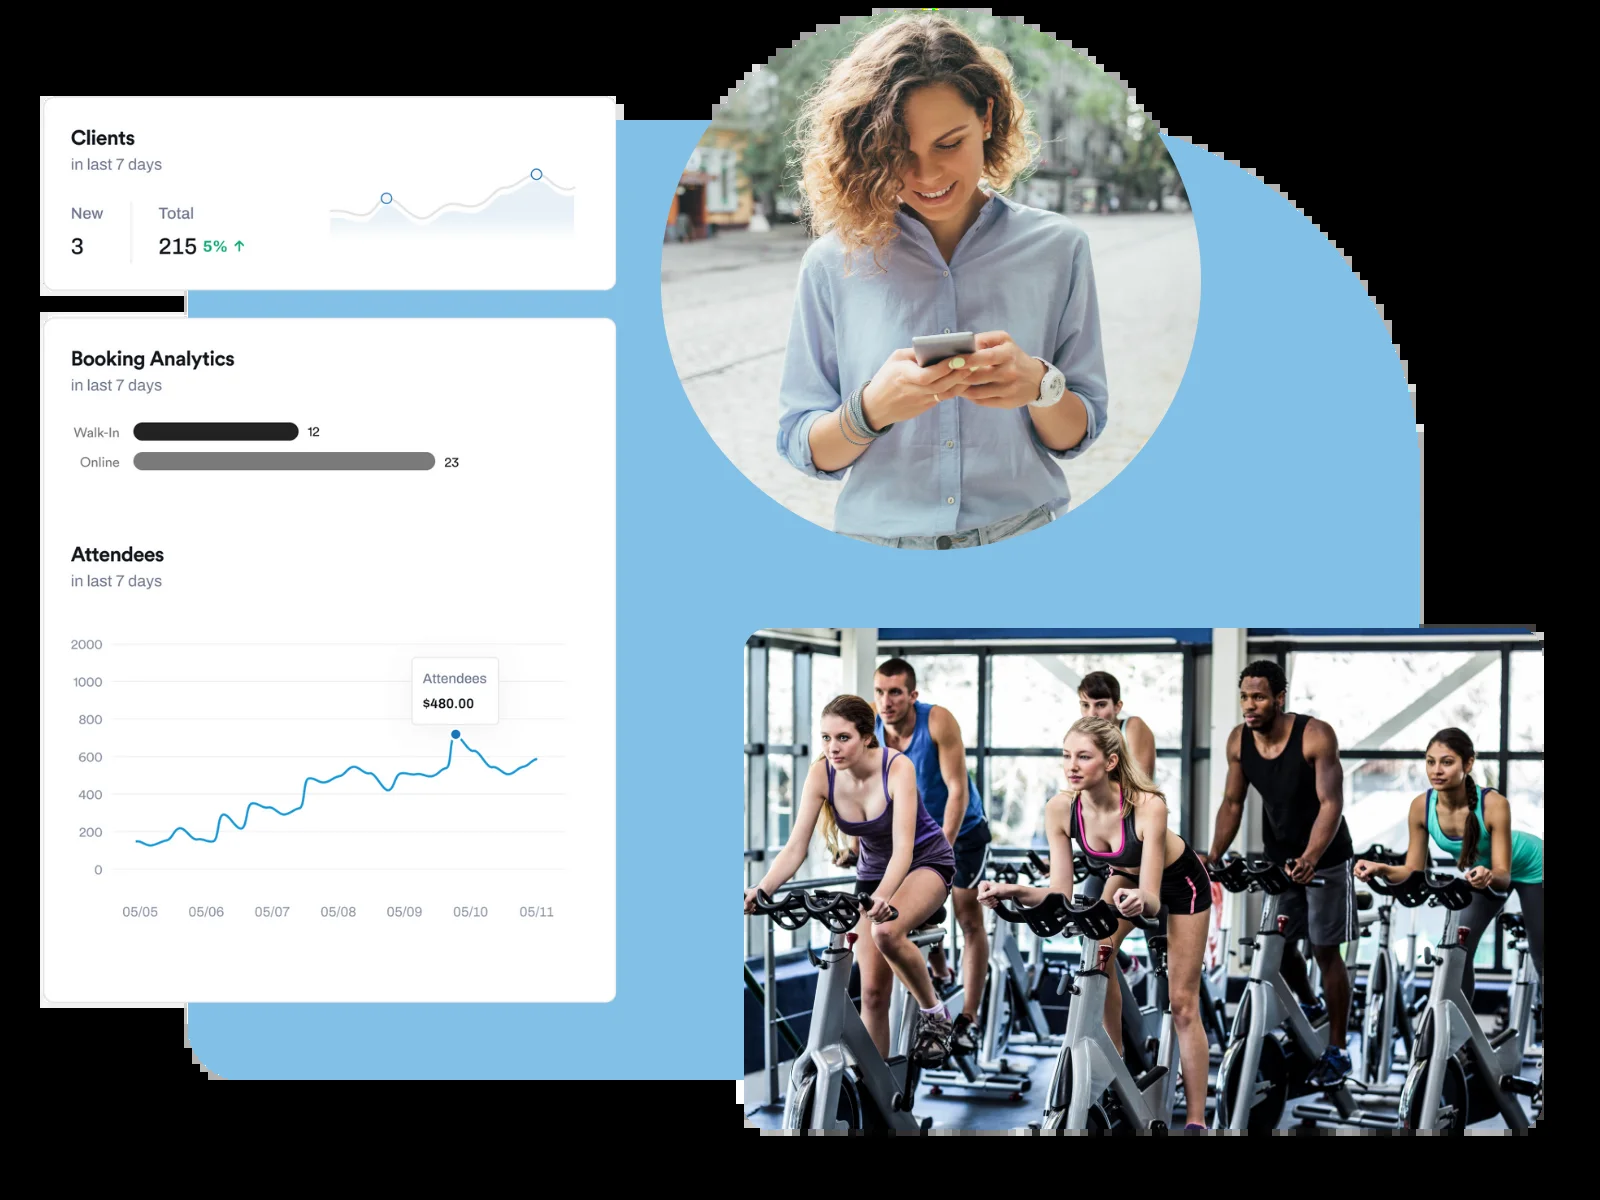 Clients
in last 7 days
New Total
3 215 5% ↑
Booking Analytics
in last 7 days
Walk-In 12
Online 23
Attendees
in last 7 days
2000
1000
800
600
400
200
0
Attendees
$480.00
05/05 05/06 05/07 05/08 05/09 05/10 05/11